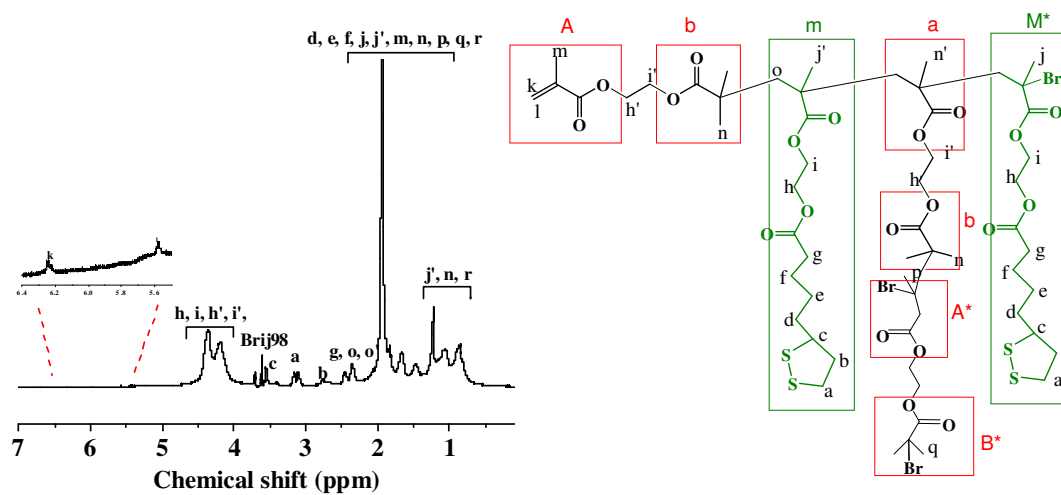 d, e, f, j, j', m, n, p, q, r
j', n, r
k
6.4 6.2 6.0 5.8 5.6
h, i, h', i',
Brij98
c
a
b
g, o, o
7 6 5 4 3 2 1
Chemical shift (ppm)
A b m a M*
m
k
l
O
O
h'
i'
O
O
n
o
j'
O
O
i
h
O
O
g
f
e
d
c
b
a
S
S
n'
O
O
i'
h
O
O
b
n
p
Br
A*
O
O
O
O
B*
q
Br
j
Br
O
O
i
h
O
O
g
f
e
d
c
b
a
S
S